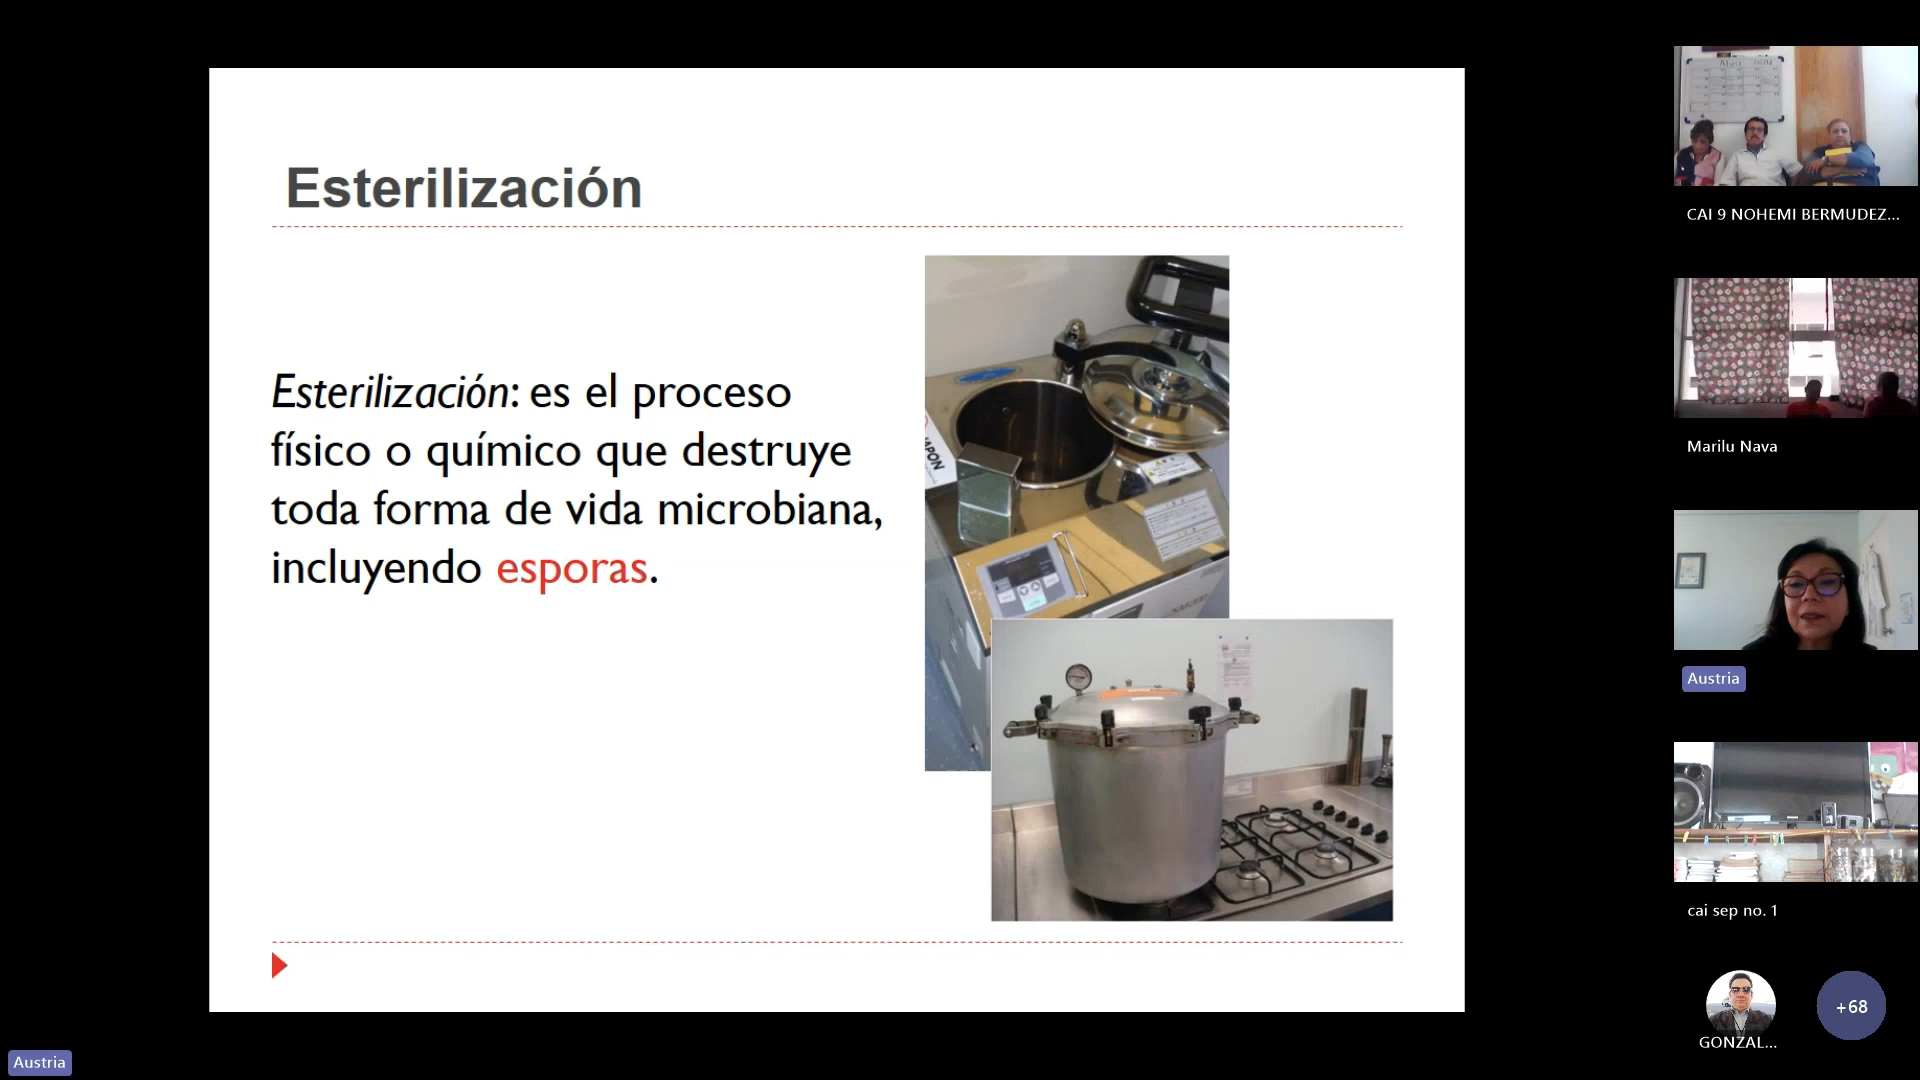 Esterilización
Esterilización: es el proceso
físico o químico que destruye
toda forma de vida microbiana,
incluyendo esporas.
JAPÓN
CAI 9 NOHEMI BERMUDEZ...
Marilu Nava
Austria
cai sep no. 1
GONZAL...
+68
Austria